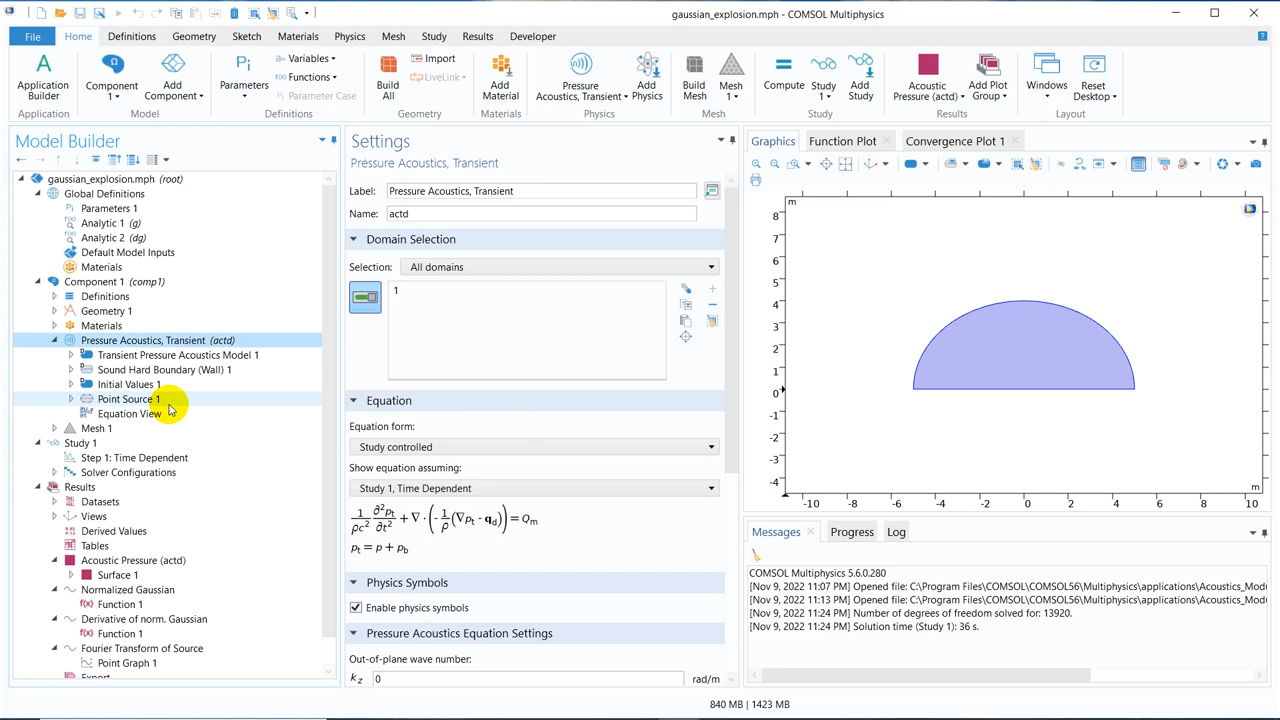 gaussian_explosion.mph - COMSOL Multiphysics
File Home Definitions Geometry Sketch Materials Physics Mesh Study Results Developer
Application Builder
Application
Component 1
Add Component
Model
Parameters
a= Variables
f(x) Functions
Pi Parameter Case
Definitions
Build All
Import
LiveLink
Geometry
Add Material
Materials
Pressure Acoustics, Transient
Add Physics
Physics
Build Mesh
Mesh 1
Mesh
Compute
Study 1
Add Study
Study
Acoustic Pressure (actd)
Add Plot Group
Results
Windows
Reset Desktop
Layout
Model Builder
gaussian_explosion.mph (root)
Global Definitions
Pi Parameters 1
Analytic 1 (g)
Analytic 2 (dg)
Default Model Inputs
Materials
Component 1 (comp1)
Definitions
Geometry 1
Materials
Pressure Acoustics, Transient (actd)
Transient Pressure Acoustics Model 1
Sound Hard Boundary (Wall) 1
Initial Values 1
Point Source 1
Equation View
Mesh 1
Study 1
Step 1: Time Dependent
Solver Configurations
Results
Datasets
Views
Derived Values
Tables
Acoustic Pressure (actd)
Surface 1
Normalized Gaussian
f(x) Function 1
Derivative of norm. Gaussian
f(x) Function 1
Fourier Transform of Source
Point Graph 1
Export
Settings
Pressure Acoustics, Transient
Label: Pressure Acoustics, Transient
Name: actd
Domain Selection
Selection: All domains
1
Equation
Equation form:
Study controlled
Show equation assuming:
Study 1, Time Dependent
1/ρc² ∂²pt/∂t² + ∇ · (-1/ρ(∇pt - qd)) = Qm
pt = p + pb
Physics Symbols
Enable physics symbols
Pressure Acoustics Equation Settings
Out-of-plane wave number:
kz 0 rad/m
Graphics Function Plot Convergence Plot 1
m
8
7
6
5
4
3
2
1
0
-1
-2
-3
-4
m
-10 -8 -6 -4 -2 0 2 4 6 8 10
Messages Progress Log
COMSOL Multiphysics 5.6.0.280
[Nov 9, 2022 11:07 PM] Opened file: C:\Program Files\COMSOL\COMSOL56\Multiphysics\applications\Acoustics_Modu
[Nov 9, 2022 11:13 PM] Opened file: C:\Program Files\COMSOL\COMSOL56\Multiphysics\applications\Acoustics_Modu
[Nov 9, 2022 11:24 PM] Number of degrees of freedom solved for: 13920.
[Nov 9, 2022 11:24 PM] Solution time (Study 1): 36 s.
840 MB | 1423 MB